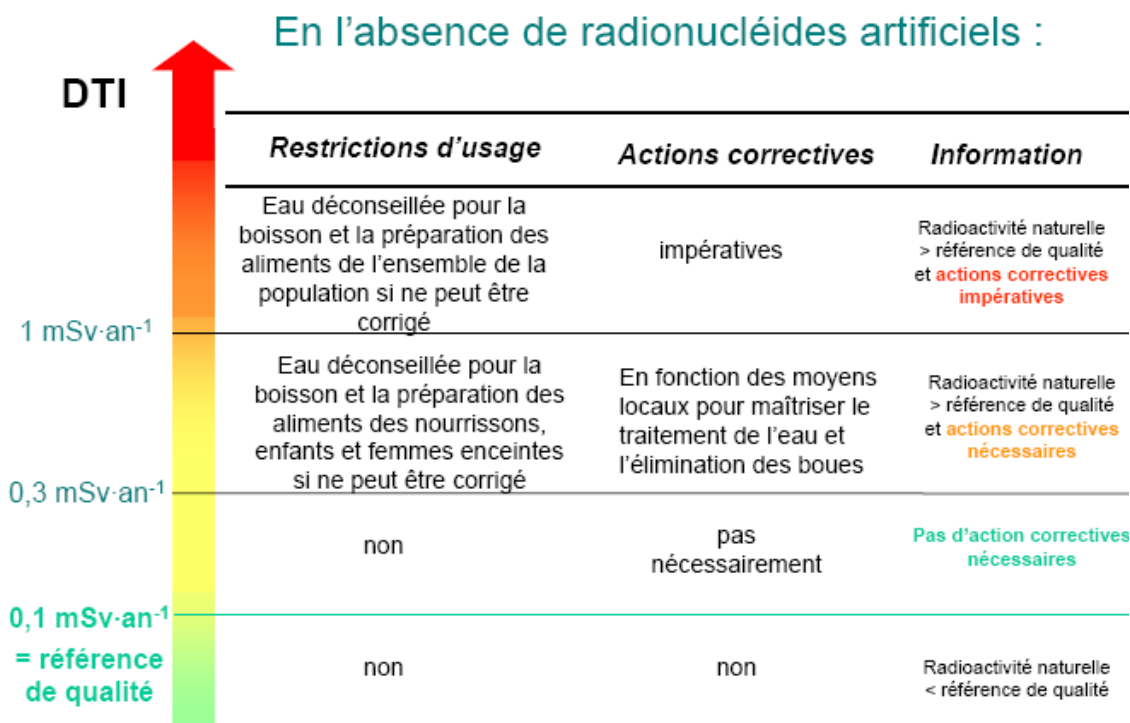 En l'absence de radionucléides artificiels :
DTI
Restrictions d'usage
Actions correctives
Information
Eau déconseillée pour la
boisson et la préparation des
aliments de l'ensemble de la
population si ne peut être
corrigé
impératives
Radioactivité naturelle
> référence de qualité
et actions correctives
impératives
1 mSv·an-1
Eau déconseillée pour la
boisson et la préparation des
aliments des nourrissons,
enfants et femmes enceintes
si ne peut être corrigé
En fonction des moyens
locaux pour maîtriser le
traitement de l'eau et
l'élimination des boues
Radioactivité naturelle
> référence de qualité
et actions correctives
nécessaires
0,3 mSv·an-1
non
pas
nécessairement
Pas d'action correctives
nécessaires
0,1 mSv·an-1
= référence
de qualité
non
non
Radioactivité naturelle
< référence de qualité